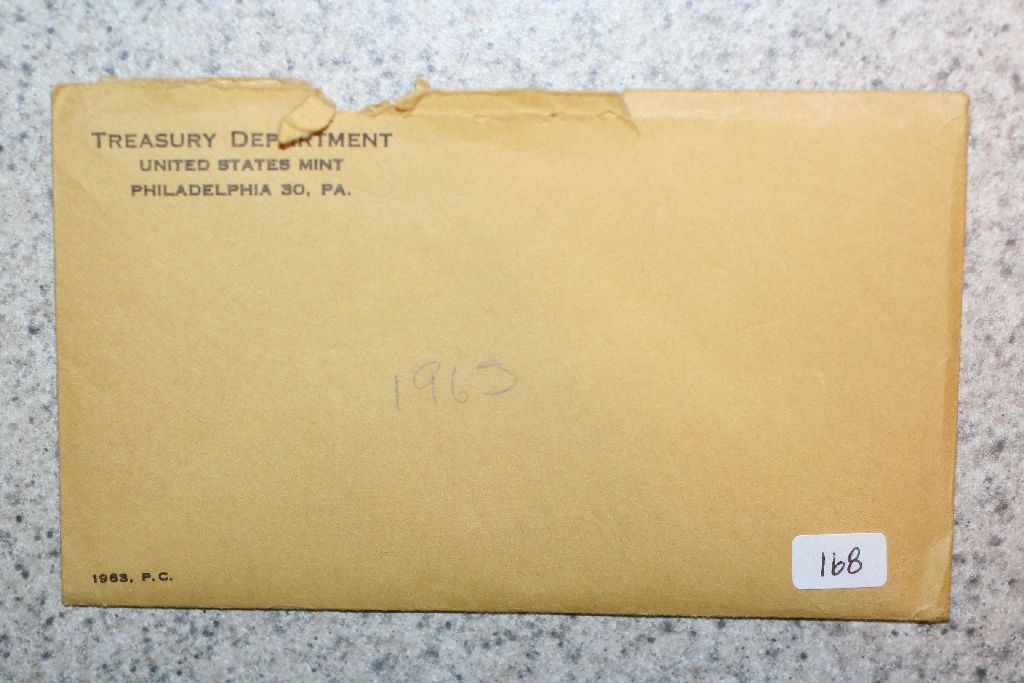 TREASURY DEPARTMENT
UNITED STATES MINT
PHILADELPHIA 30, PA.
1963
1963, P.C.
168